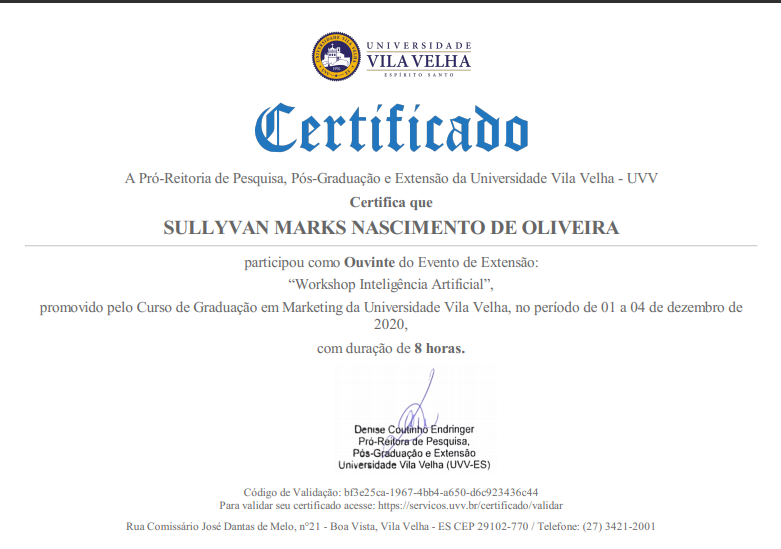 UNIVERSIDADE
VILA VELHA
ESPÍRITO SANTO
Certificado
A Pró-Reitoria de Pesquisa, Pós-Graduação e Extensão da Universidade Vila Velha - UVV
Certifica que
SULLYVAN MARKS NASCIMENTO DE OLIVEIRA
participou como Ouvinte do Evento de Extensão:
“Workshop Inteligência Artificial”,
promovido pelo Curso de Graduação em Marketing da Universidade Vila Velha, no período de 01 a 04 de dezembro de
2020,
com duração de 8 horas.
Denise Coutinho Endringer
Pró-Reitora de Pesquisa,
Pós-Graduação e Extensão
Universidade Vila Velha (UVV-ES)
Código de Validação: bf3e25ca-1967-4bb4-a650-d6c923436c44
Para validar seu certificado acesse: https://servicos.uvv.br/certificado/validar
Rua Comissário José Dantas de Melo, n°21 - Boa Vista, Vila Velha - ES CEP 29102-770 / Telefone: (27) 3421-2001